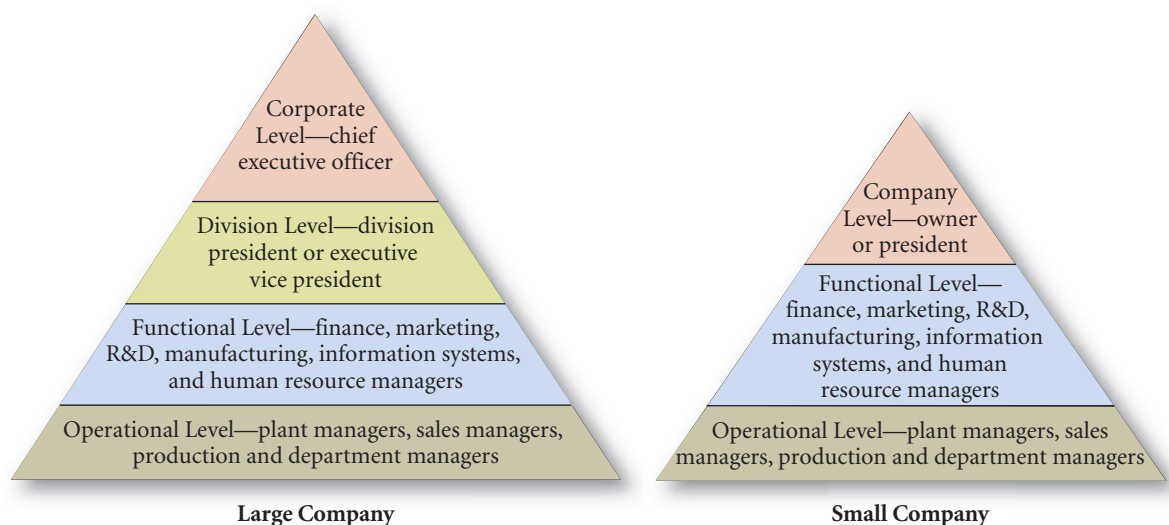 Corporate
Level—chief
executive officer
Division Level—division
president or executive
vice president
Functional Level—finance, marketing,
R&D, manufacturing, information systems,
and human resource managers
Operational Level—plant managers, sales managers,
production and department managers
Large Company
Company
Level—owner
or president
Functional Level—
finance, marketing, R&D,
manufacturing, information
systems, and human
resource managers
Operational Level—plant managers, sales
managers, production and department managers
Small Company